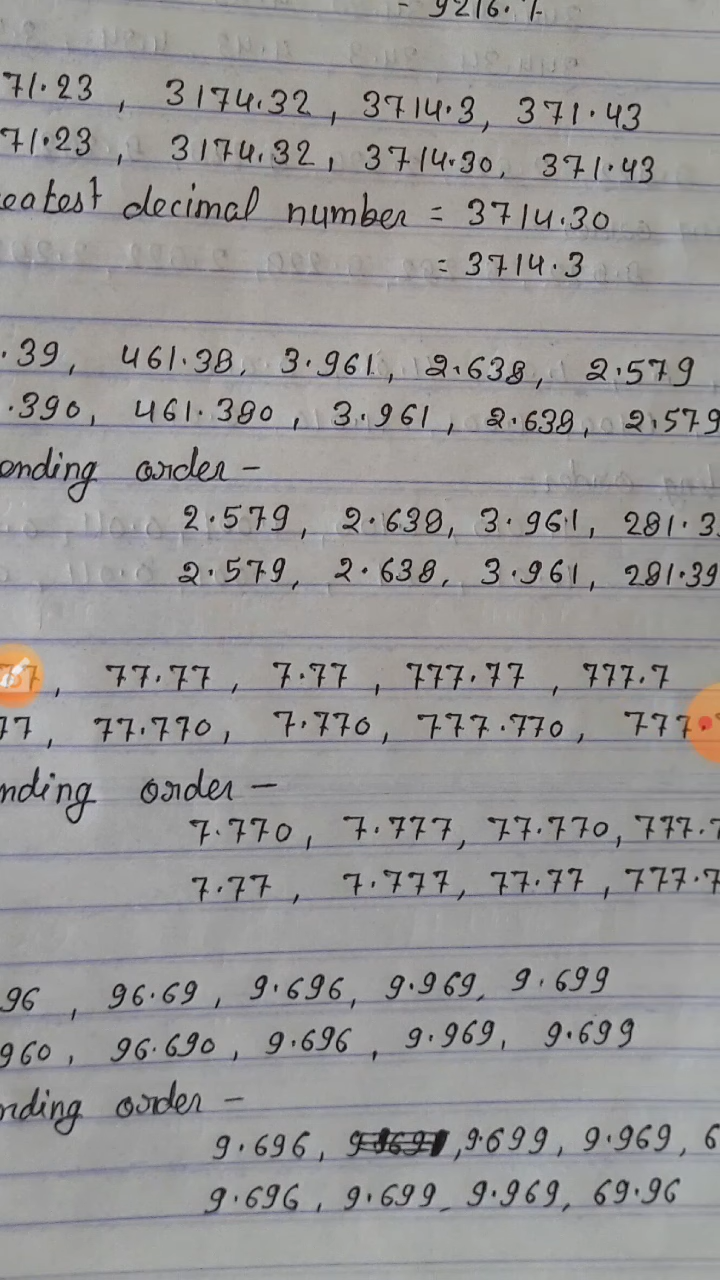 9216.7
71.23, 3174.32, 3714.3, 371.43
71.23, 3174.32, 3714.30, 371.43
eatest decimal number = 3714.30
= 3714.3
.39, 461.38, 3.961, 2.638, 2.579
.390, 461.380, 3.961, 2.638, 2.579
ending order -
2.579, 2.638, 3.961, 281.3
2.579, 2.638, 3.961, 281.39
77.77, 7.77, 777.77, 777.7
77, 77.770, 7.770, 777.770, 777.
nding order -
7.770, 7.777, 77.770, 777.7
7.77, 7.777, 77.77, 777.7
96, 96.69, 9.696, 9.969, 9.699
960, 96.690, 9.696, 9.969, 9.699
nding order -
9.696, 9.699, 9.969, 6
9.696, 9.699, 9.969, 69.96